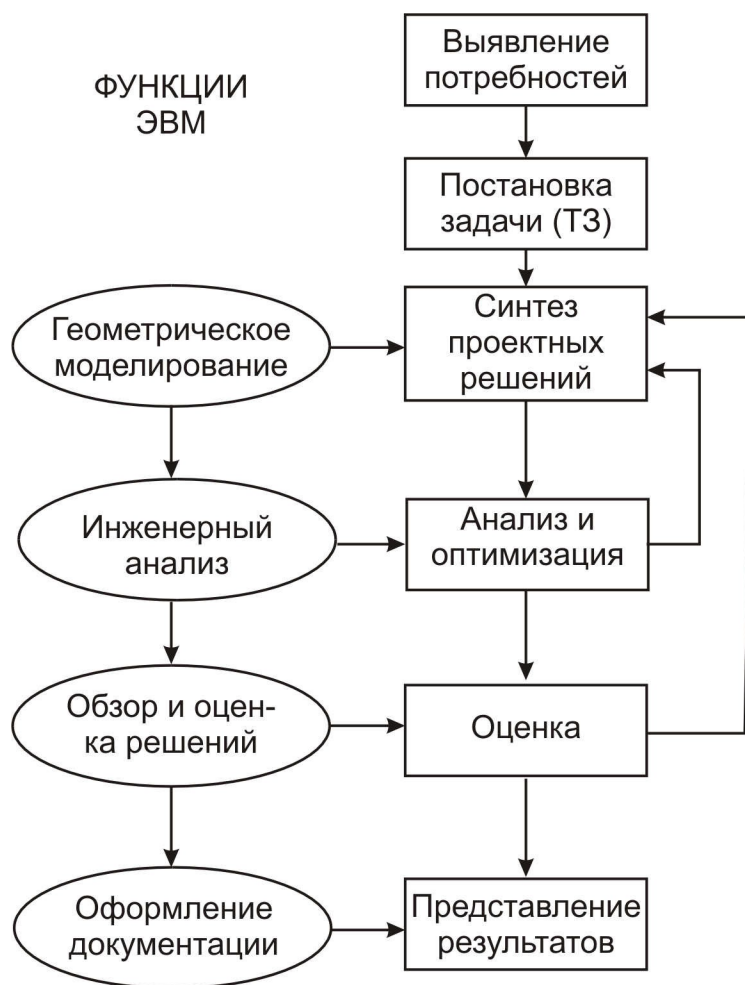 ФУНКЦИИ
ЭВМ
Выявление
потребностей
Постановка
задачи (ТЗ)
Геометрическое
моделирование
Синтез
проектных
решений
Инженерный
анализ
Анализ и
оптимизация
Обзор и оцен-
ка решений
Оценка
Оформление
документации
Представление
результатов